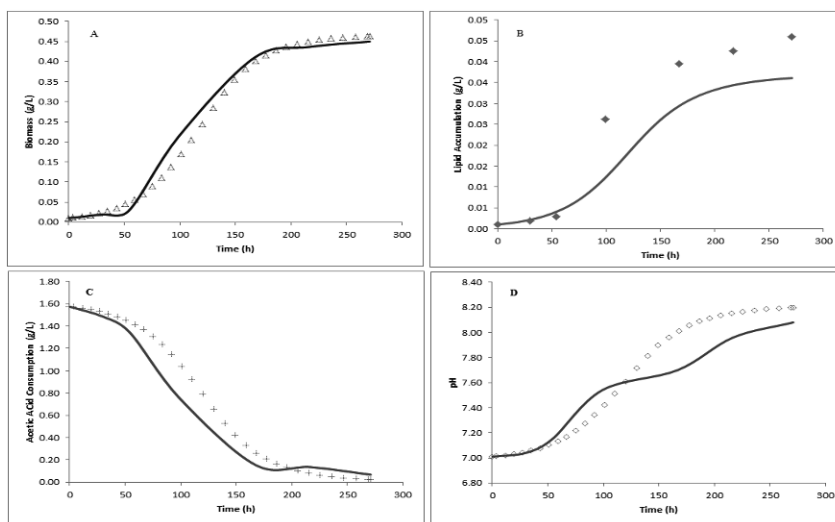 A
0.50
0.45
0.40
0.35
0.30
0.25
0.20
0.15
0.10
0.05
0.00
Biomass (g/L)
0 50 100 150 200 250 300
Time (h)
B
0.05
0.05
0.04
0.04
0.03
0.03
0.02
0.02
0.01
0.01
0.00
Lipid Accumulation (g/L)
0 50 100 150 200 250 300
Time (h)
C
1.80
1.60
1.40
1.20
1.00
0.80
0.60
0.40
0.20
0.00
Acetic ACid Consumption (g/L)
0 50 100 150 200 250 300
Time (h)
D
8.40
8.20
8.00
7.80
7.60
7.40
7.20
7.00
6.80
pH
0 50 100 150 200 250 300
Time (h)